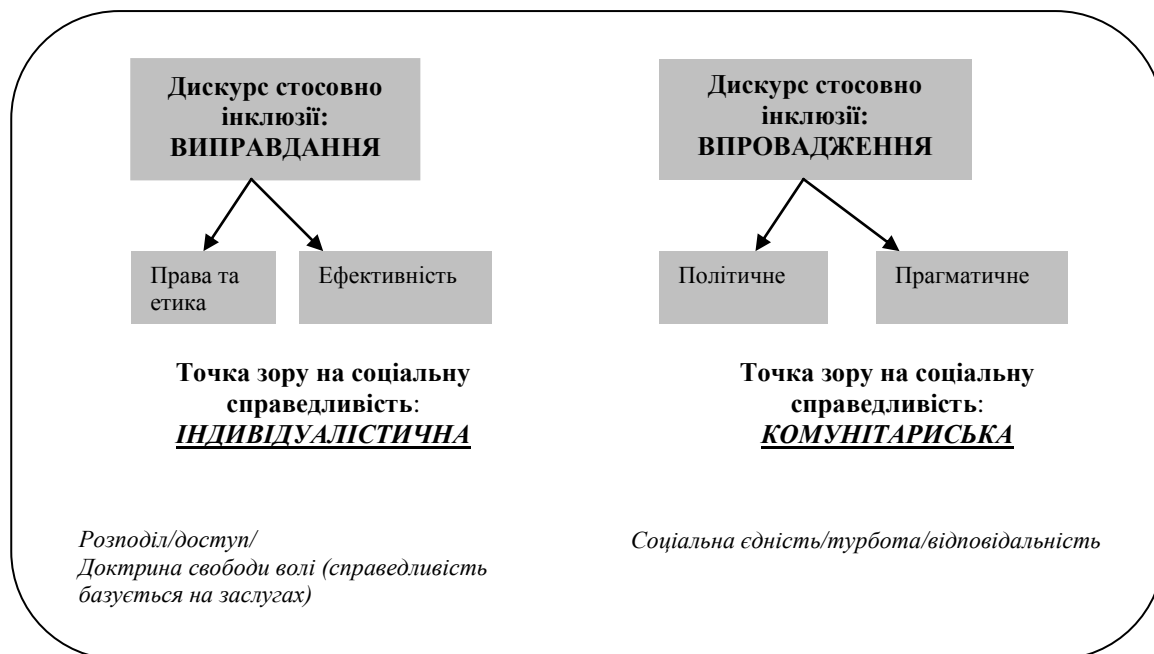 Дискурс стосовно
інклюзії:
ВИПРАВДАННЯ
Дискурс стосовно
інклюзії:
ВПРОВАДЖЕННЯ
Права та
етика
Ефективність
Політичне
Прагматичне
Точка зору на соціальну
справедливість:
ІНДИВІДУАЛІСТИЧНА
Точка зору на соціальну
справедливість:
КОМУНІТАРИСЬКА
Розподіл/доступ/
Доктрина свободи волі (справедливість
базується на заслугах)
Соціальна єдність/турбота/відповідальність